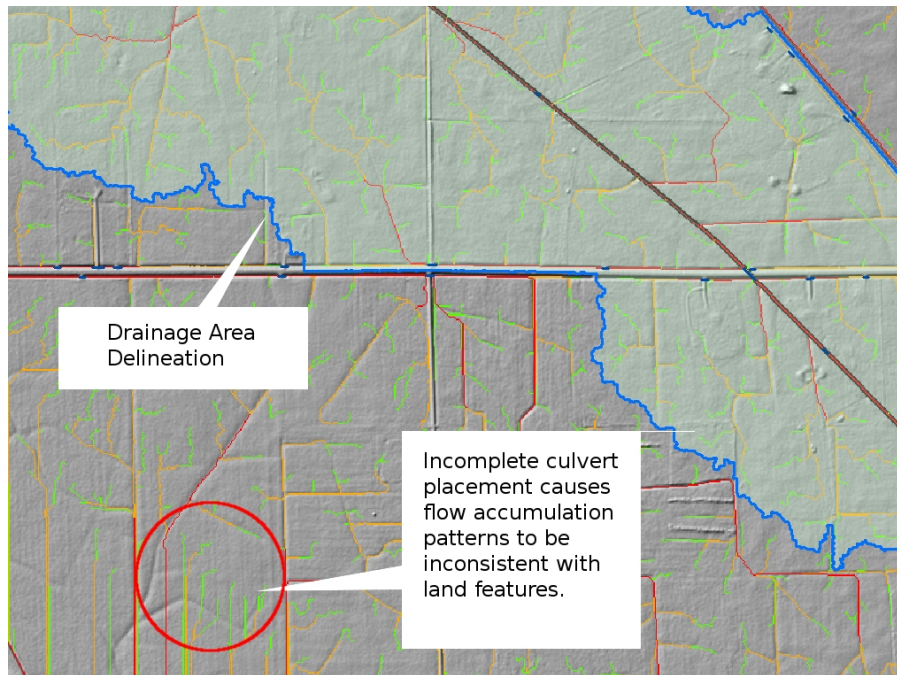 Drainage Area
Delineation
Incomplete culvert
placement causes
flow accumulation
patterns to be
inconsistent with
land features.